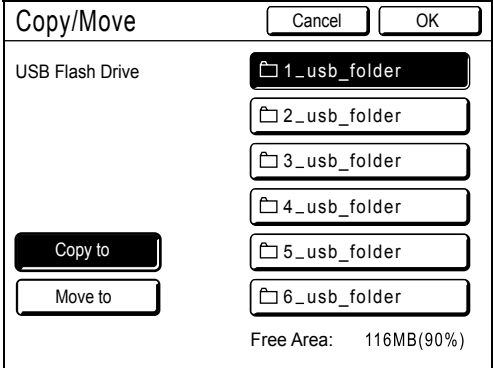 Copy/Move
Cancel
OK
USB Flash Drive
1_usb_folder
2_usb_folder
3_usb_folder
4_usb_folder
5_usb_folder
6_usb_folder
Copy to
Move to
Free Area: 116MB(90%)